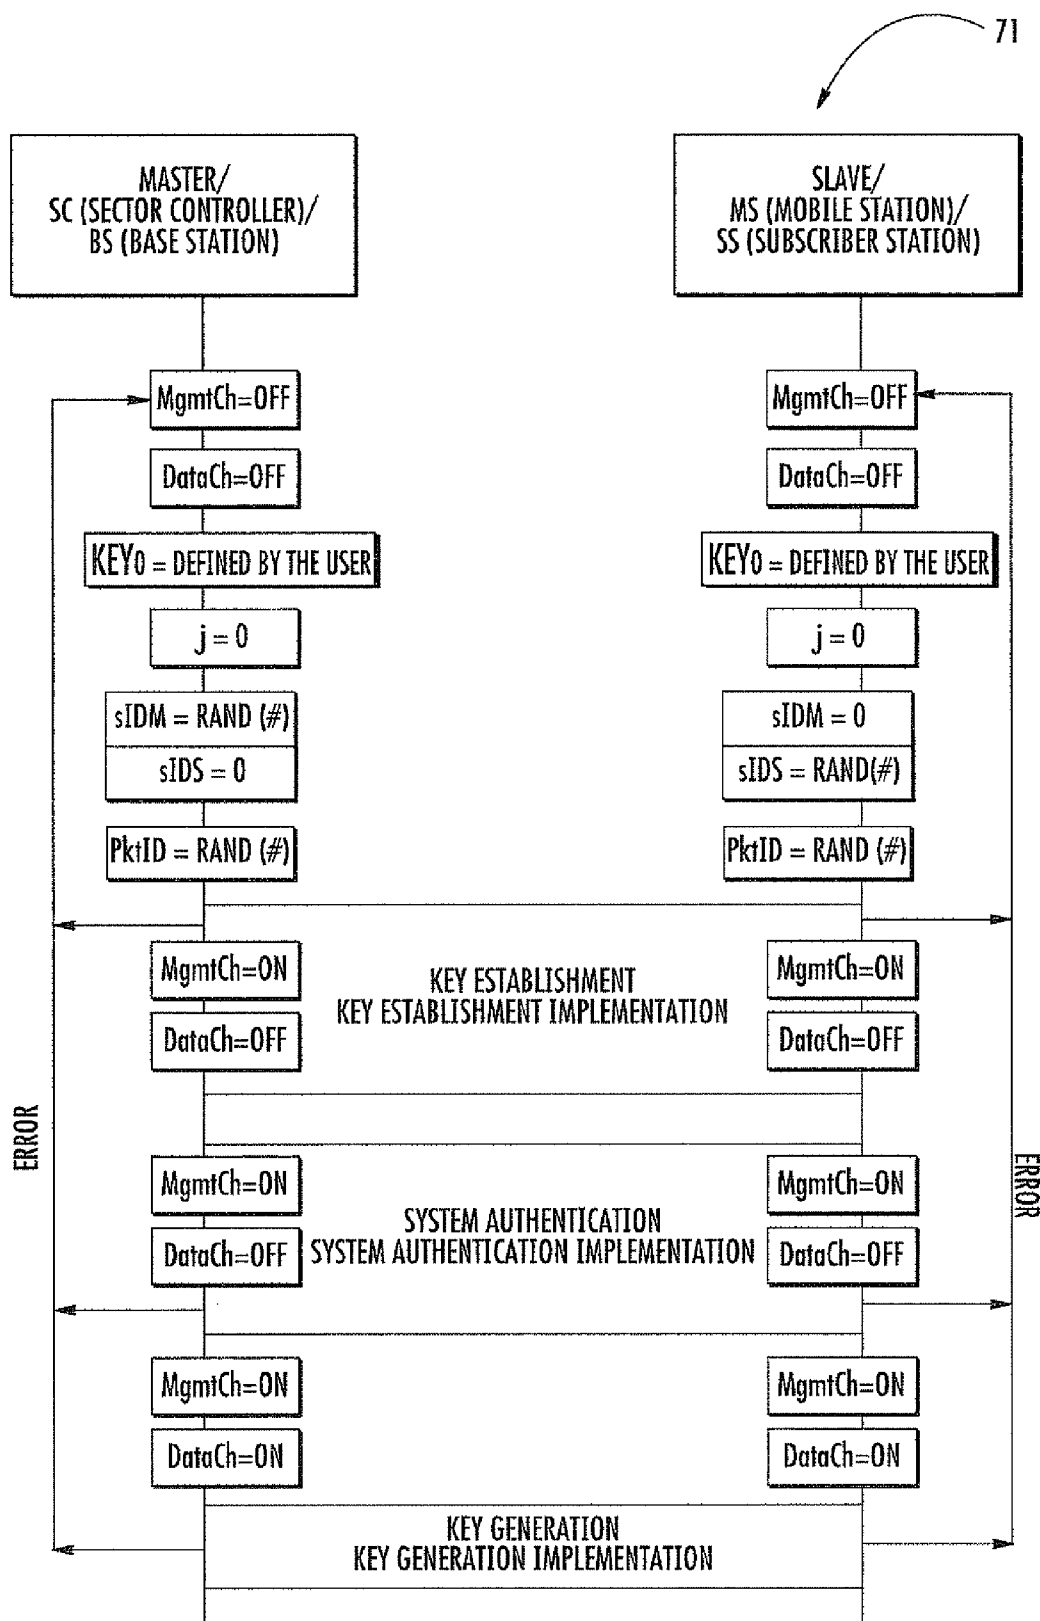 71
MASTER/
SC (SECTOR CONTROLLER)/
BS (BASE STATION)
SLAVE/
MS (MOBILE STATION)/
SS (SUBSCRIBER STATION)
MgmtCh=OFF
MgmtCh=OFF
DataCh=OFF
DataCh=OFF
KEY0 = DEFINED BY THE USER
KEY0 = DEFINED BY THE USER
j = 0
j = 0
sIDM = RAND (#)
sIDS = 0
sIDM = 0
sIDS = RAND(#)
PktID = RAND (#)
PktID = RAND (#)
MgmtCh=ON
DataCh=OFF
KEY ESTABLISHMENT
KEY ESTABLISHMENT IMPLEMENTATION
MgmtCh=ON
DataCh=OFF
ERROR
ERROR
MgmtCh=ON
DataCh=OFF
SYSTEM AUTHENTICATION
SYSTEM AUTHENTICATION IMPLEMENTATION
MgmtCh=ON
DataCh=OFF
MgmtCh=ON
MgmtCh=ON
DataCh=ON
DataCh=ON
KEY GENERATION
KEY GENERATION IMPLEMENTATION